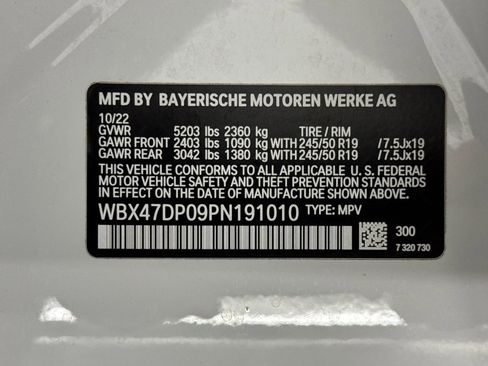 MFD BY BAYERISCHE MOTOREN WERKE AG
10/22
GVWR 5203 lbs 2360 kg TIRE / RIM
GAWR FRONT 2403 lbs 1090 kg WITH 245/50 R19 /7.5Jx19
GAWR REAR 3042 lbs 1380 kg WITH 245/50 R19 /7.5Jx19
THIS VEHICLE CONFORMS TO ALL APPLICABLE U. S. FEDERAL
MOTOR VEHICLE SAFETY STANDARDS IN
EFFECT ON THE DATE OF MANUFACTURE SHOWN ABOVE.
WBX47DP09PN191010 TYPE: MPV
300
7 320 730